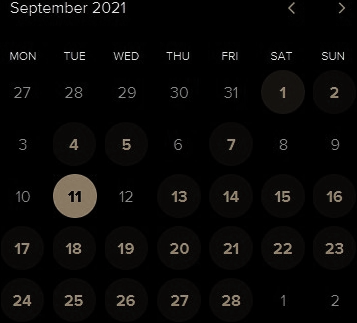 September 2021
MON TUE WED THU FRI SAT SUN
27 28 29 30 31 1 2
3 4 5 6 7 8 9
10 11 12 13 14 15 16
17 18 19 20 21 22 23
24 25 26 27 28 1 2